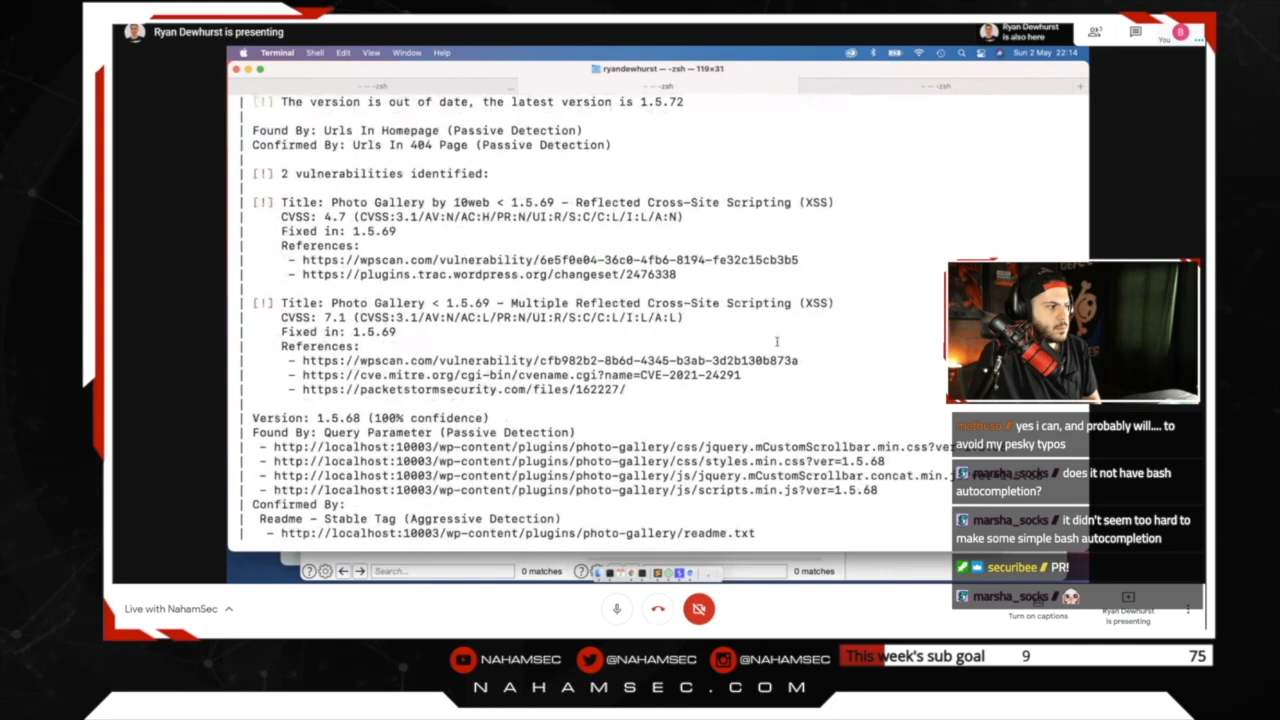 Ryan Dewhurst is presenting
Ryan Dewhurst
is also here
You
B
Terminal Shell Edit View Window Help
Sun 2 May 22:14
ryandewhurst — -zsh — 119×31
-zsh
-zsh
-zsh
[!] The version is out of date, the latest version is 1.5.72
Found By: Urls In Homepage (Passive Detection)
Confirmed By: Urls In 404 Page (Passive Detection)
[!] 2 vulnerabilities identified:
[!] Title: Photo Gallery by 10web < 1.5.69 - Reflected Cross-Site Scripting (XSS)
CVSS: 4.7 (CVSS:3.1/AV:N/AC:H/PR:N/UI:R/S:C/C:L/I:L/A:N)
Fixed in: 1.5.69
References:
- https://wpscan.com/vulnerability/6e5f0e04-36c0-4fb6-8194-fe32c15cb3b5
- https://plugins.trac.wordpress.org/changeset/2476338
[!] Title: Photo Gallery < 1.5.69 - Multiple Reflected Cross-Site Scripting (XSS)
CVSS: 7.1 (CVSS:3.1/AV:N/AC:L/PR:N/UI:R/S:C/C:L/I:L/A:L)
Fixed in: 1.5.69
References:
- https://wpscan.com/vulnerability/cfb982b2-8b6d-4345-b3ab-3d2b130b873a
- https://cve.mitre.org/cgi-bin/cvename.cgi?name=CVE-2021-24291
- https://packetstormsecurity.com/files/162227/
Version: 1.5.68 (100% confidence)
Found By: Query Parameter (Passive Detection)
- http://localhost:10003/wp-content/plugins/photo-gallery/css/jquery.mCustomScrollbar.min.css?ver
- http://localhost:10003/wp-content/plugins/photo-gallery/css/styles.min.css?ver=1.5.68
- http://localhost:10003/wp-content/plugins/photo-gallery/js/jquery.mCustomScrollbar.concat.min.j
- http://localhost:10003/wp-content/plugins/photo-gallery/js/scripts.min.js?ver=1.5.68
Confirmed By:
Readme - Stable Tag (Aggressive Detection)
- http://localhost:10003/wp-content/plugins/photo-gallery/readme.txt
Search... 0 matches 0 matches
yes i can, and probably will.... to
avoid my pesky typos
marsha_socks // does it not have bash
autocompletion?
marsha_socks // it didn't seem too hard to
make some simple bash autocompletion
securibee // PR!
marsha_socks //
Live with NahamSec
Turn on captions
Ryan Dewhurst
is presenting
NAHAMSEC @NAHAMSEC @NAHAMSEC
This week's sub goal 9 75
NAHAMSEC.COM